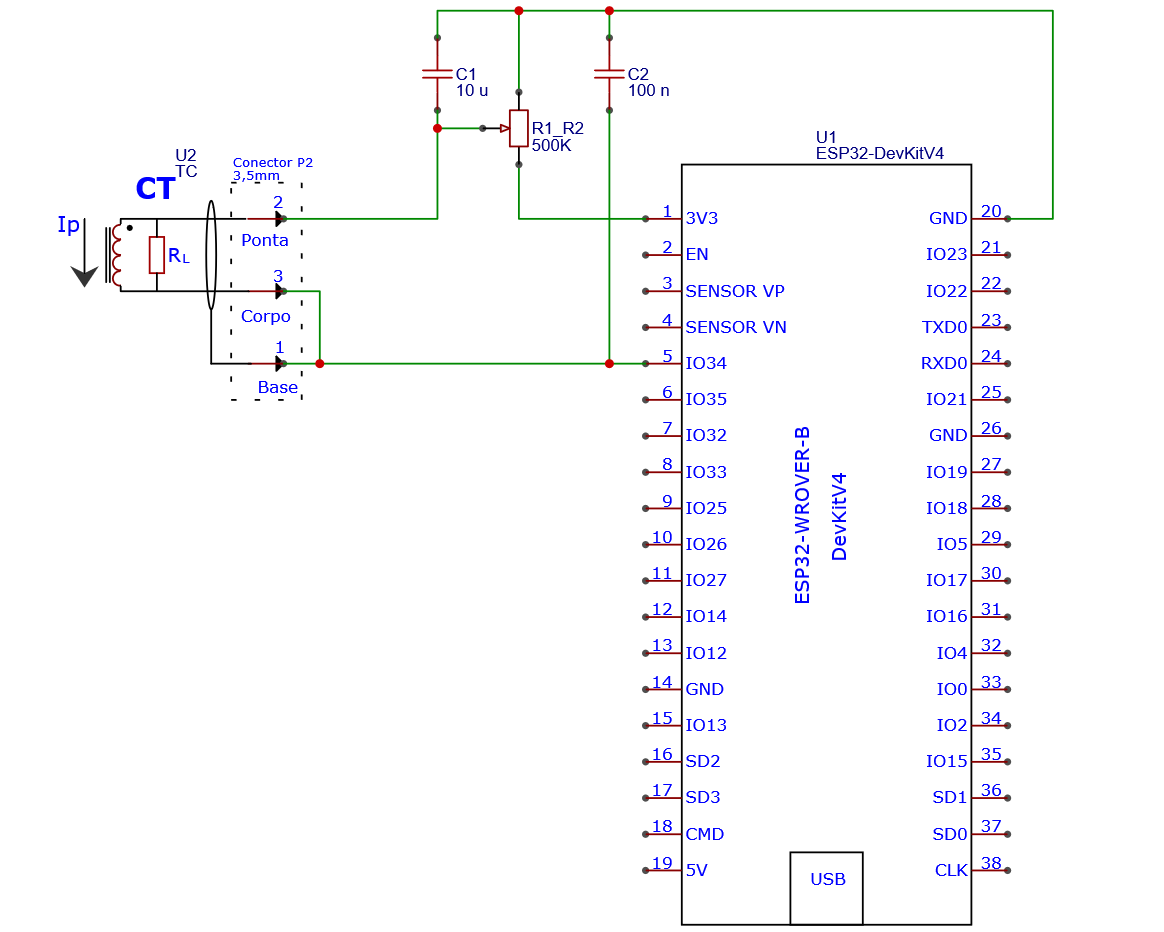 C1
10 u
C2
100 n
R1_R2
500K
U2
TC
CT
Conector P2
3,5mm
Ip
RL
2
Ponta
3
Corpo
1
Base
U1
ESP32-DevKitV4
1 3V3
2 EN
3 SENSOR VP
4 SENSOR VN
5 IO34
6 IO35
7 IO32
8 IO33
9 IO25
10 IO26
11 IO27
12 IO14
13 IO12
14 GND
15 IO13
16 SD2
17 SD3
18 CMD
19 5V
ESP32-WROVER-B
DevKitV4
GND 20
IO23 21
IO22 22
TXD0 23
RXD0 24
IO21 25
GND 26
IO19 27
IO18 28
IO5 29
IO17 30
IO16 31
IO4 32
IO0 33
IO2 34
IO15 35
SD1 36
SD0 37
CLK 38
USB